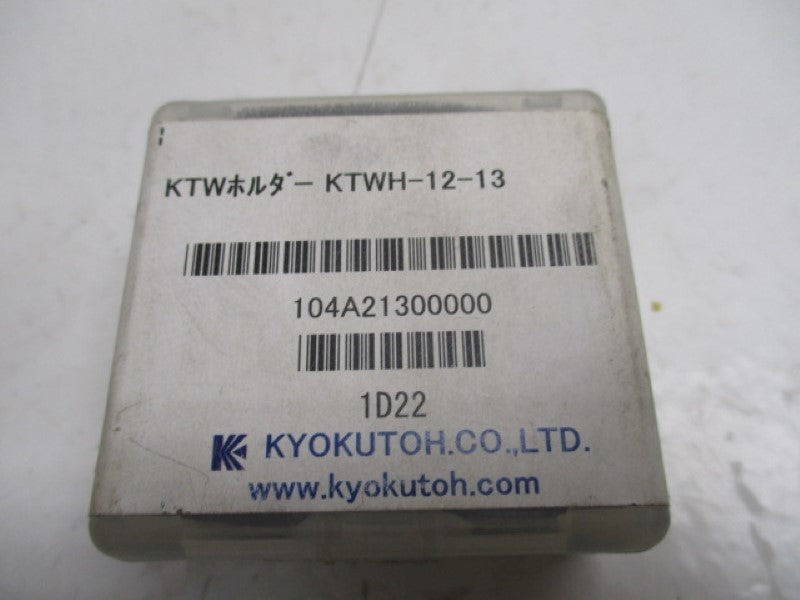 KTWﾎﾙﾀﾞｰ KTWH-12-13
104A21300000
1D22
KYOKUTOH.CO.,LTD.
www.kyokutoh.com